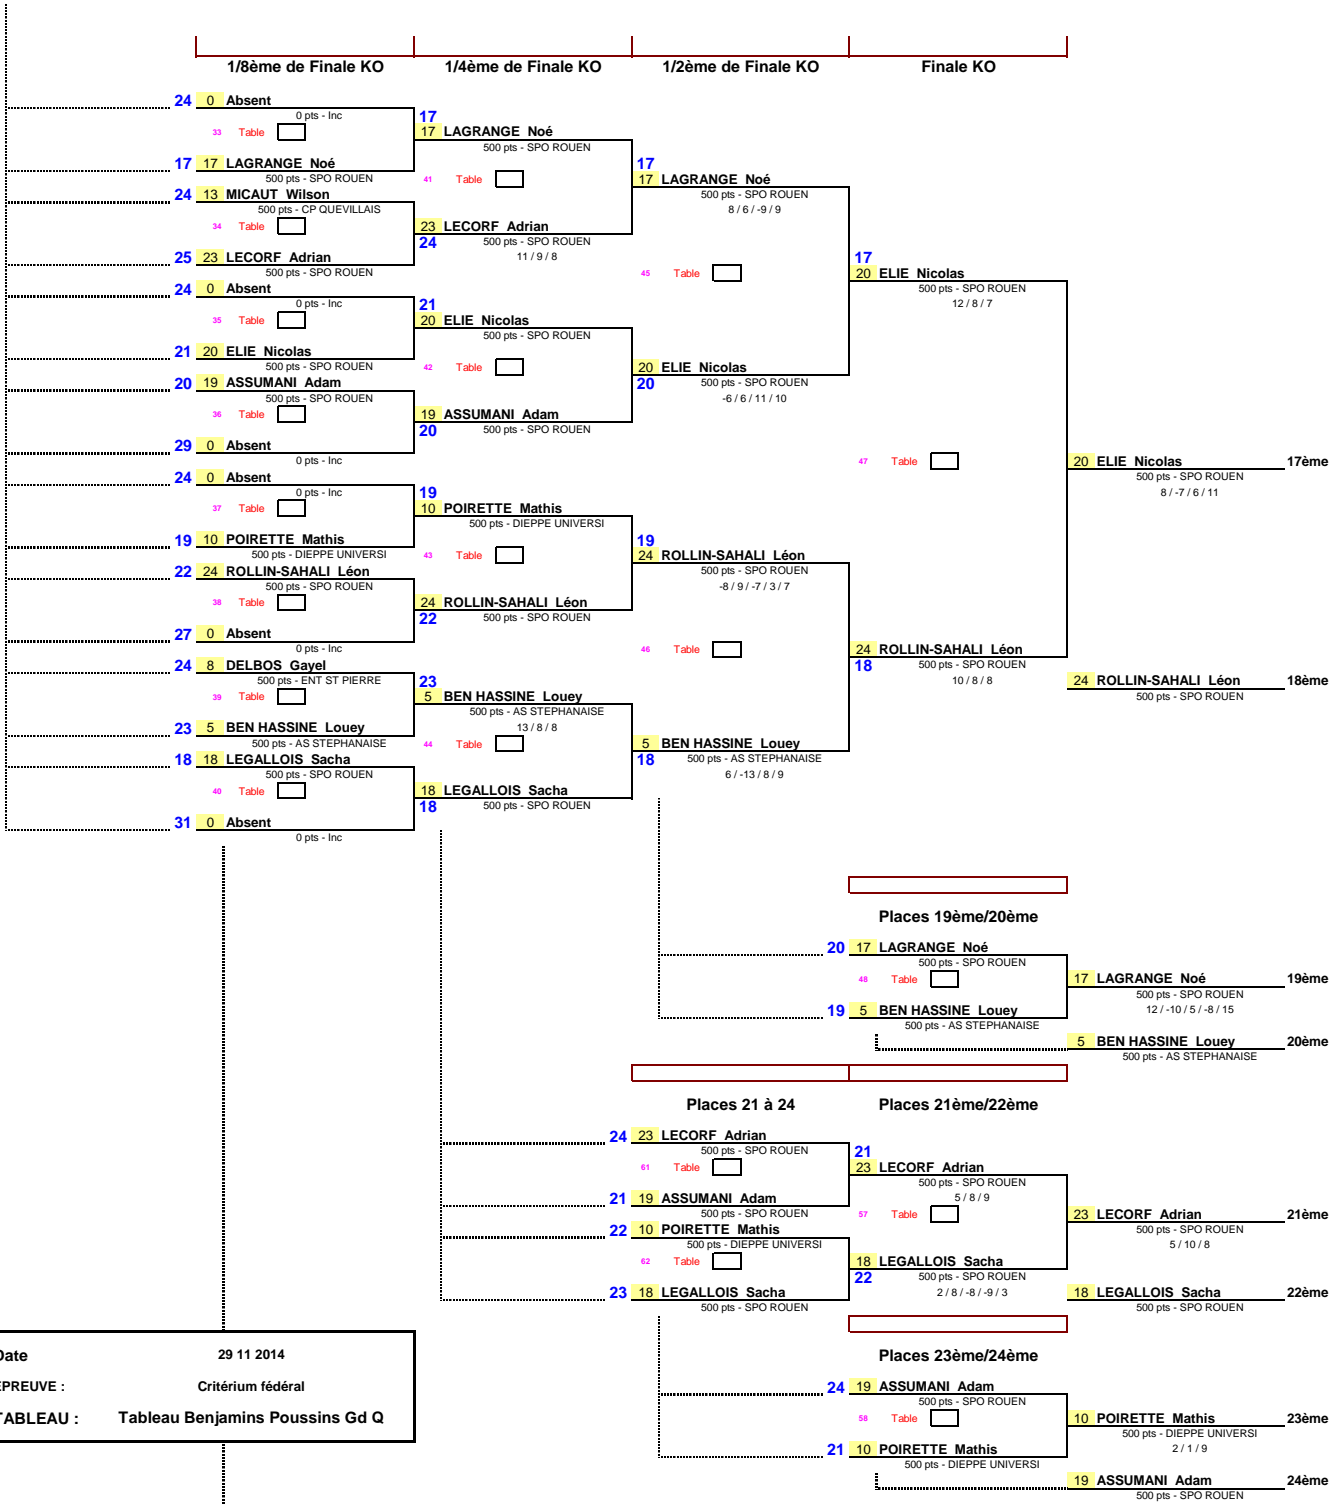 1/8ème de Finale KO 1/4ème de Finale KO 1/2ème de Finale KO Finale KO
24 0 Absent
0 pts - Inc
33 Table
17 17 LAGRANGE Noé
500 pts - SPO ROUEN
24 13 MICAUT Wilson
500 pts - CP QUEVILLAIS
34 Table
25 23 LECORF Adrian
500 pts - SPO ROUEN
24 0 Absent
0 pts - Inc
35 Table
21 20 ELIE Nicolas
500 pts - SPO ROUEN
20 19 ASSUMANI Adam
500 pts - SPO ROUEN
36 Table
29 0 Absent
0 pts - Inc
24 0 Absent
0 pts - Inc
37 Table
19 10 POIRETTE Mathis
500 pts - DIEPPE UNIVERSI
22 24 ROLLIN-SAHALI Léon
500 pts - SPO ROUEN
38 Table
27 0 Absent
0 pts - Inc
24 8 DELBOS Gayel
500 pts - ENT ST PIERRE
39 Table
23 5 BEN HASSINE Louey
500 pts - AS STEPHANAISE
18 18 LEGALLOIS Sacha
500 pts - SPO ROUEN
40 Table
31 0 Absent
0 pts - Inc
17
17 LAGRANGE Noé
500 pts - SPO ROUEN
41 Table
23 LECORF Adrian
24 500 pts - SPO ROUEN
11 / 9 / 8
21
20 ELIE Nicolas
500 pts - SPO ROUEN
42 Table
19 ASSUMANI Adam
20 500 pts - SPO ROUEN
19
10 POIRETTE Mathis
500 pts - DIEPPE UNIVERSI
43 Table
24 ROLLIN-SAHALI Léon
22 500 pts - SPO ROUEN
23
5 BEN HASSINE Louey
500 pts - AS STEPHANAISE
13 / 8 / 8
44 Table
18 LEGALLOIS Sacha
18 500 pts - SPO ROUEN
17
17 LAGRANGE Noé
500 pts - SPO ROUEN
8 / 6 / -9 / 9
45 Table
20 ELIE Nicolas
20 500 pts - SPO ROUEN
-6 / 6 / 11 / 10
19
24 ROLLIN-SAHALI Léon
500 pts - SPO ROUEN
-8 / 9 / -7 / 3 / 7
46 Table
5 BEN HASSINE Louey
18 500 pts - AS STEPHANAISE
6 / -13 / 8 / 9
17
20 ELIE Nicolas
500 pts - SPO ROUEN
12 / 8 / 7
47 Table
24 ROLLIN-SAHALI Léon
18 500 pts - SPO ROUEN
10 / 8 / 8
20 ELIE Nicolas 17ème
500 pts - SPO ROUEN
8 / -7 / 6 / 11
24 ROLLIN-SAHALI Léon 18ème
500 pts - SPO ROUEN
Places 19ème/20ème
20 17 LAGRANGE Noé
500 pts - SPO ROUEN
48 Table
19 5 BEN HASSINE Louey
500 pts - AS STEPHANAISE
17 LAGRANGE Noé 19ème
500 pts - SPO ROUEN
12 / -10 / 5 / -8 / 15
5 BEN HASSINE Louey 20ème
500 pts - AS STEPHANAISE
Places 21 à 24 Places 21ème/22ème
24 23 LECORF Adrian
500 pts - SPO ROUEN
61 Table
21 19 ASSUMANI Adam
500 pts - SPO ROUEN
22 10 POIRETTE Mathis
500 pts - DIEPPE UNIVERSI
62 Table
23 18 LEGALLOIS Sacha
500 pts - SPO ROUEN
21
23 LECORF Adrian
500 pts - SPO ROUEN
5 / 8 / 9
57 Table
18 LEGALLOIS Sacha
22 500 pts - SPO ROUEN
2 / 8 / -8 / -9 / 3
23 LECORF Adrian 21ème
500 pts - SPO ROUEN
5 / 10 / 8
18 LEGALLOIS Sacha 22ème
500 pts - SPO ROUEN
Places 23ème/24ème
24 19 ASSUMANI Adam
500 pts - SPO ROUEN
58 Table
21 10 POIRETTE Mathis
500 pts - DIEPPE UNIVERSI
10 POIRETTE Mathis 23ème
500 pts - DIEPPE UNIVERSI
2 / 1 / 9
19 ASSUMANI Adam 24ème
500 pts - SPO ROUEN
Date 29 11 2014
EPREUVE : Critérium fédéral
TABLEAU : Tableau Benjamins Poussins Gd Q